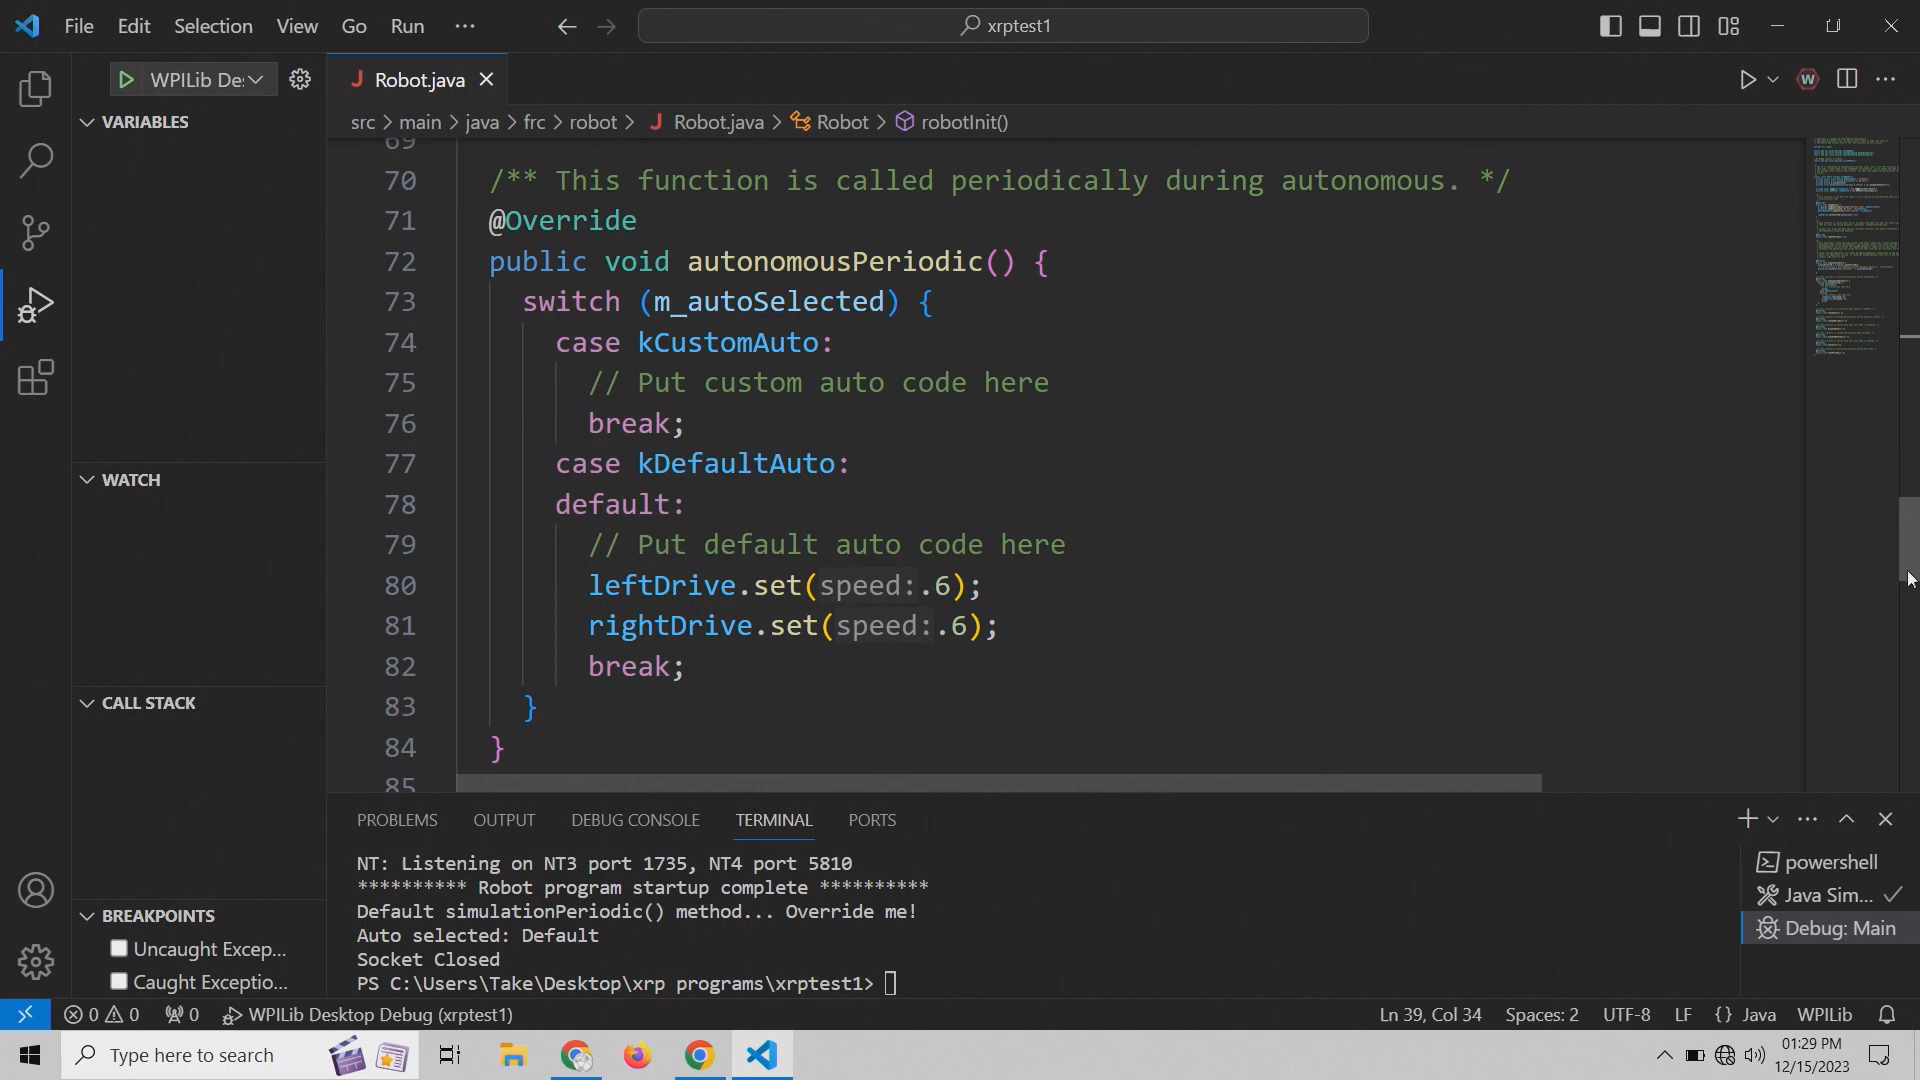 File Edit Selection View Go Run ···
xrptest1
WPILib De:
Robot.java
VARIABLES
src > main > java > frc > robot > Robot.java > Robot > robotInit()
69
70 /** This function is called periodically during autonomous. */
71 @Override
72 public void autonomousPeriodic() {
73 switch (m_autoSelected) {
74 case kCustomAuto:
75 // Put custom auto code here
76 break;
77 case kDefaultAuto:
78 default:
79 // Put default auto code here
80 leftDrive.set(speed:.6);
81 rightDrive.set(speed:.6);
82 break;
83 }
84 }
85
WATCH
CALL STACK
BREAKPOINTS
Uncaught Excep...
Caught Exceptio...
PROBLEMS OUTPUT DEBUG CONSOLE TERMINAL PORTS
NT: Listening on NT3 port 1735, NT4 port 5810
********** Robot program startup complete **********
Default simulationPeriodic() method... Override me!
Auto selected: Default
Socket Closed
PS C:\Users\Take\Desktop\xrp programs\xrptest1>
powershell
Java Sim...
Debug: Main
0 0 0 WPILib Desktop Debug (xrptest1) Ln 39, Col 34 Spaces: 2 UTF-8 LF {} Java WPILib
Type here to search
01:29 PM
12/15/2023